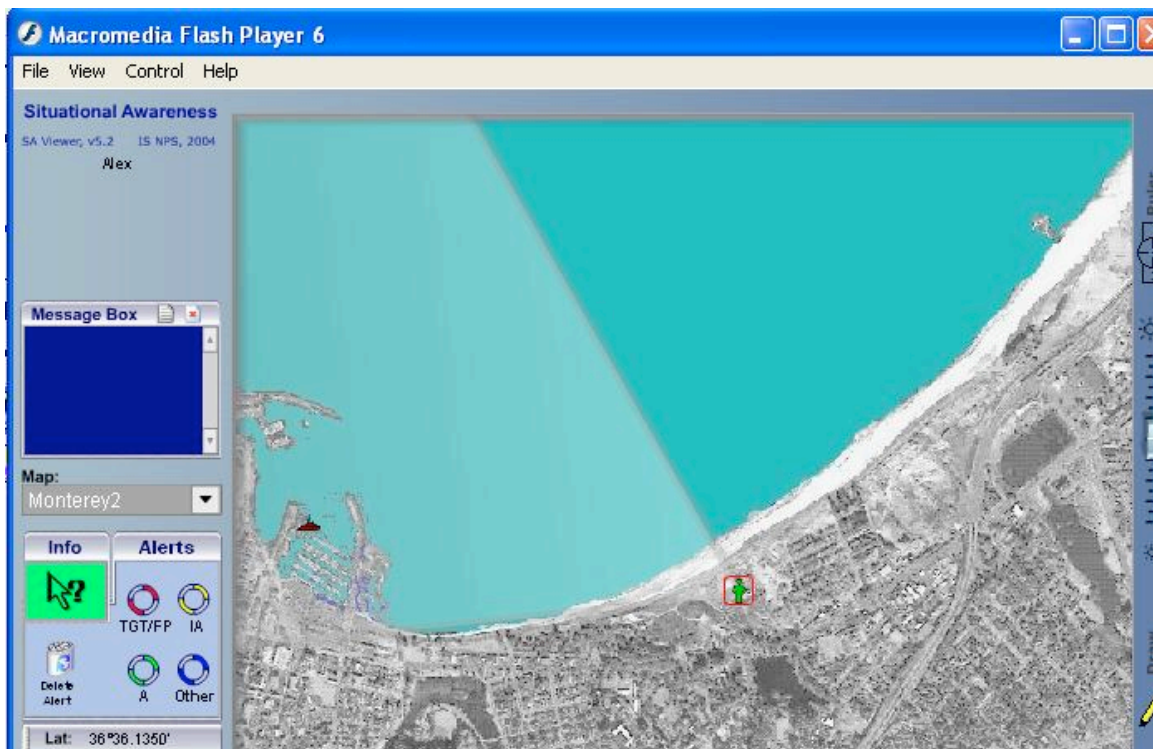 Macromedia Flash Player 6
File View Control Help
Situational Awareness
SA Viewer, v5.2 IS NPS, 2004
Alex
Message Box
Map:
Monterey2
Info Alerts
TGT/FP IA
Delete
Alert
A Other
Lat: 36°36.1350'
Ruler